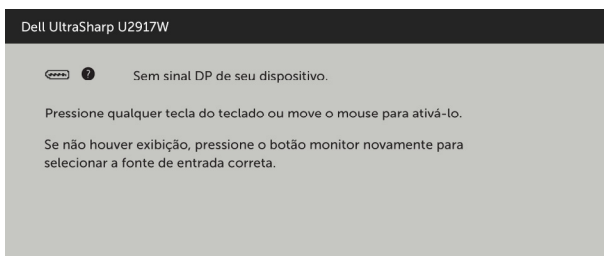 Dell UltraSharp U2917W
? Sem sinal DP de seu dispositivo.
Pressione qualquer tecla do teclado ou move o mouse para ativá-lo.
Se não houver exibição, pressione o botão monitor novamente para
selecionar a fonte de entrada correta.